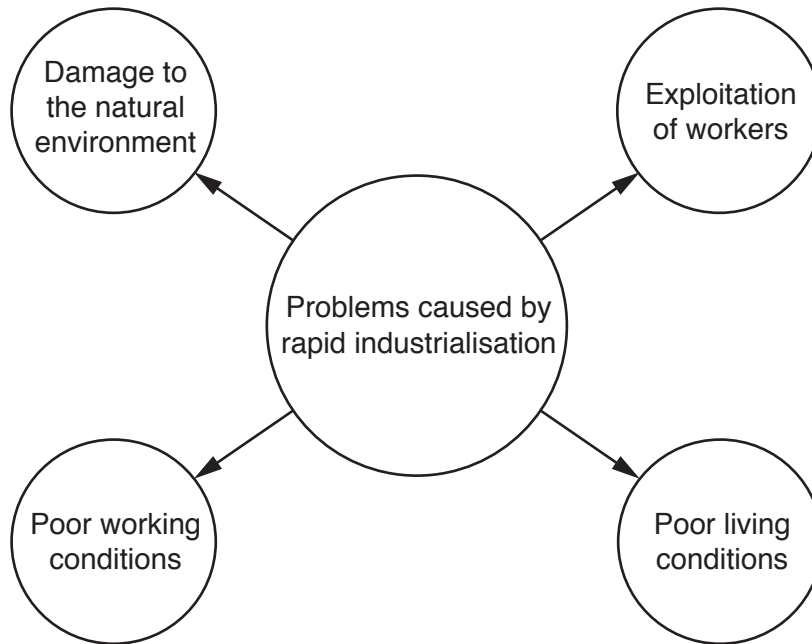 Damage to
the natural
environment
Exploitation
of workers
Problems caused by
rapid industrialisation
Poor working
conditions
Poor living
conditions